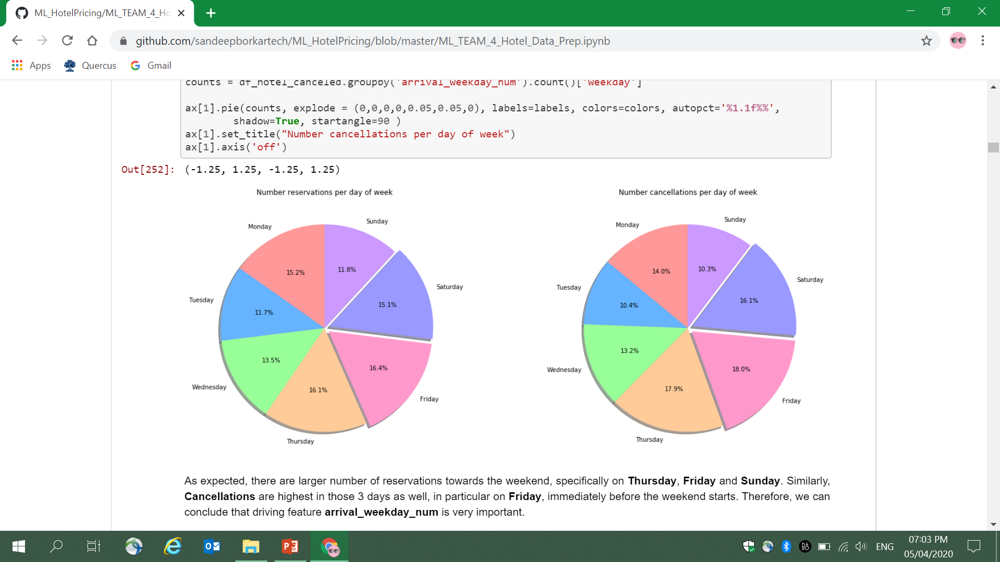 ML_HotelPricing/ML_TEAM_4_Ho
github.com/sandeepborkartech/ML_HotelPricing/blob/master/ML_TEAM_4_Hotel_Data_Prep.ipynb
Apps Quercus Gmail
counts = df_hotel_canceled.groupby('arrival_weekday_num').count()['weekday']
ax[1].pie(counts, explode = (0,0,0,0,0.05,0.05,0), labels=labels, colors=colors, autopct='%1.1f%%',
shadow=True, startangle=90 )
ax[1].set_title("Number cancellations per day of week")
ax[1].axis('off')
Out[252]: (-1.25, 1.25, -1.25, 1.25)
Number reservations per day of week
Monday
Sunday
15.2%
11.8%
Saturday
Tuesday
15.1%
11.7%
13.5%
16.4%
Wednesday
16.1%
Friday
Thursday
Number cancellations per day of week
Monday
Sunday
14.0%
10.3%
Saturday
Tuesday
16.1%
10.4%
13.2%
18.0%
Wednesday
17.9%
Friday
Thursday
As expected, there are larger number of reservations towards the weekend, specifically on Thursday, Friday and Sunday. Similarly,
Cancellations are highest in those 3 days as well, in particular on Friday, immediately before the weekend starts. Therefore, we can
conclude that driving feature arrival_weekday_num is very important.
ENG
07:03 PM
05/04/2020